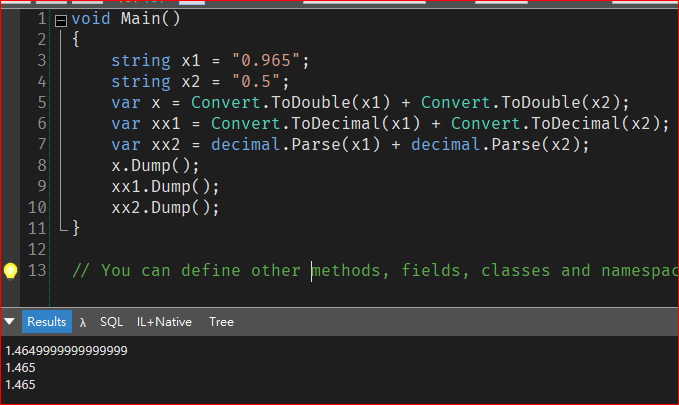 1 void Main()
2 {
3 string x1 = "0.965";
4 string x2 = "0.5";
5 var x = Convert.ToDouble(x1) + Convert.ToDouble(x2);
6 var xx1 = Convert.ToDecimal(x1) + Convert.ToDecimal(x2);
7 var xx2 = decimal.Parse(x1) + decimal.Parse(x2);
8 x.Dump();
9 xx1.Dump();
10 xx2.Dump();
11 }
12
13 // You can define other methods, fields, classes and namespac
Results λ SQL IL+Native Tree
1.4649999999999999
1.465
1.465